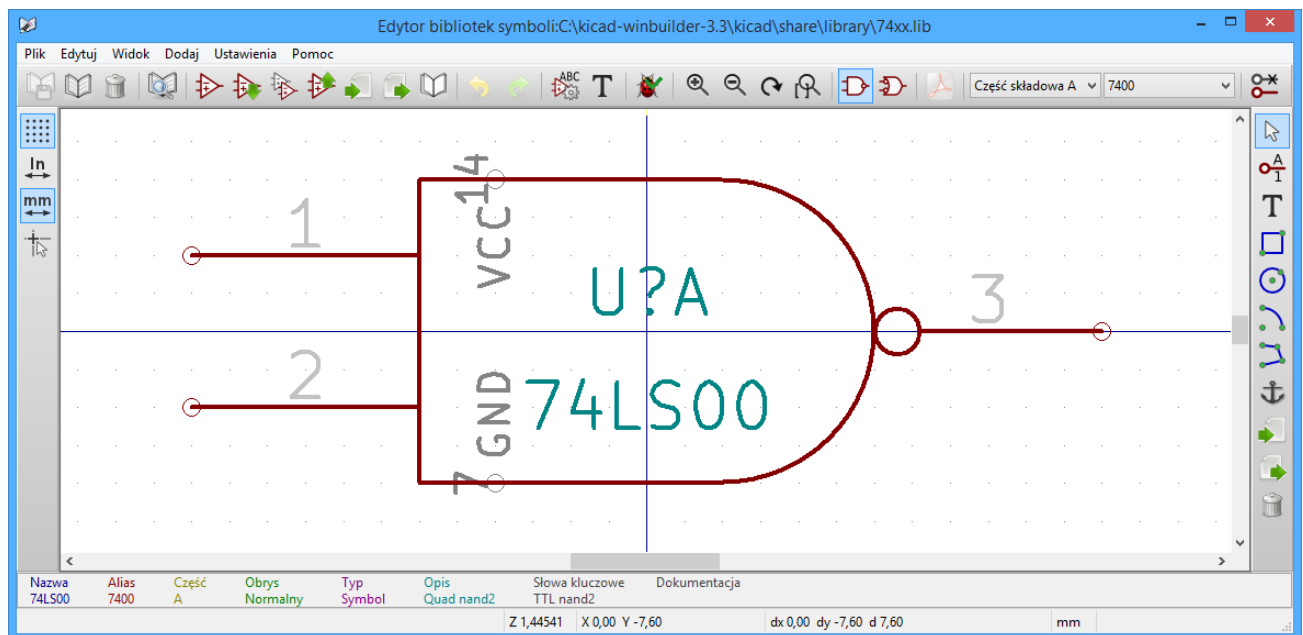 Edytor bibliotek symboli:C:\kicad-winbuilder-3.3\kicad\share\library\74xx.lib
Plik Edytuj Widok Dodaj Ustawienia Pomoc
ABC T Część składowa A 7400
In
mm
A
1
T
14
VCC
1
U?A
3
2
GND
74LS00
7
Nazwa Alias Część Obrys Typ Opis Słowa kluczowe Dokumentacja
74LS00 7400 A Normalny Symbol Quad nand2 TTL nand2
Z 1,44541 X 0,00 Y -7,60 dx 0,00 dy -7,60 d 7,60 mm